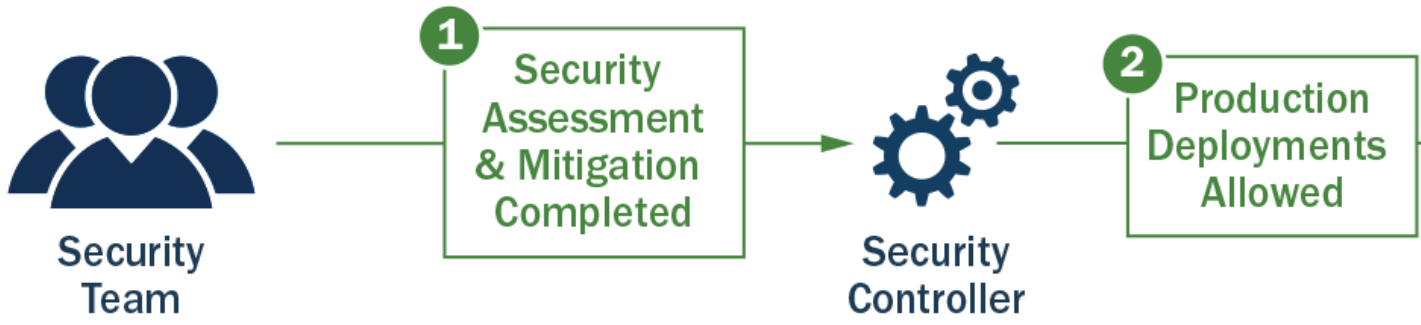 1
Security
Assessment
& Mitigation
Completed
Security
Team
Security
Controller
2
Production
Deployments
Allowed